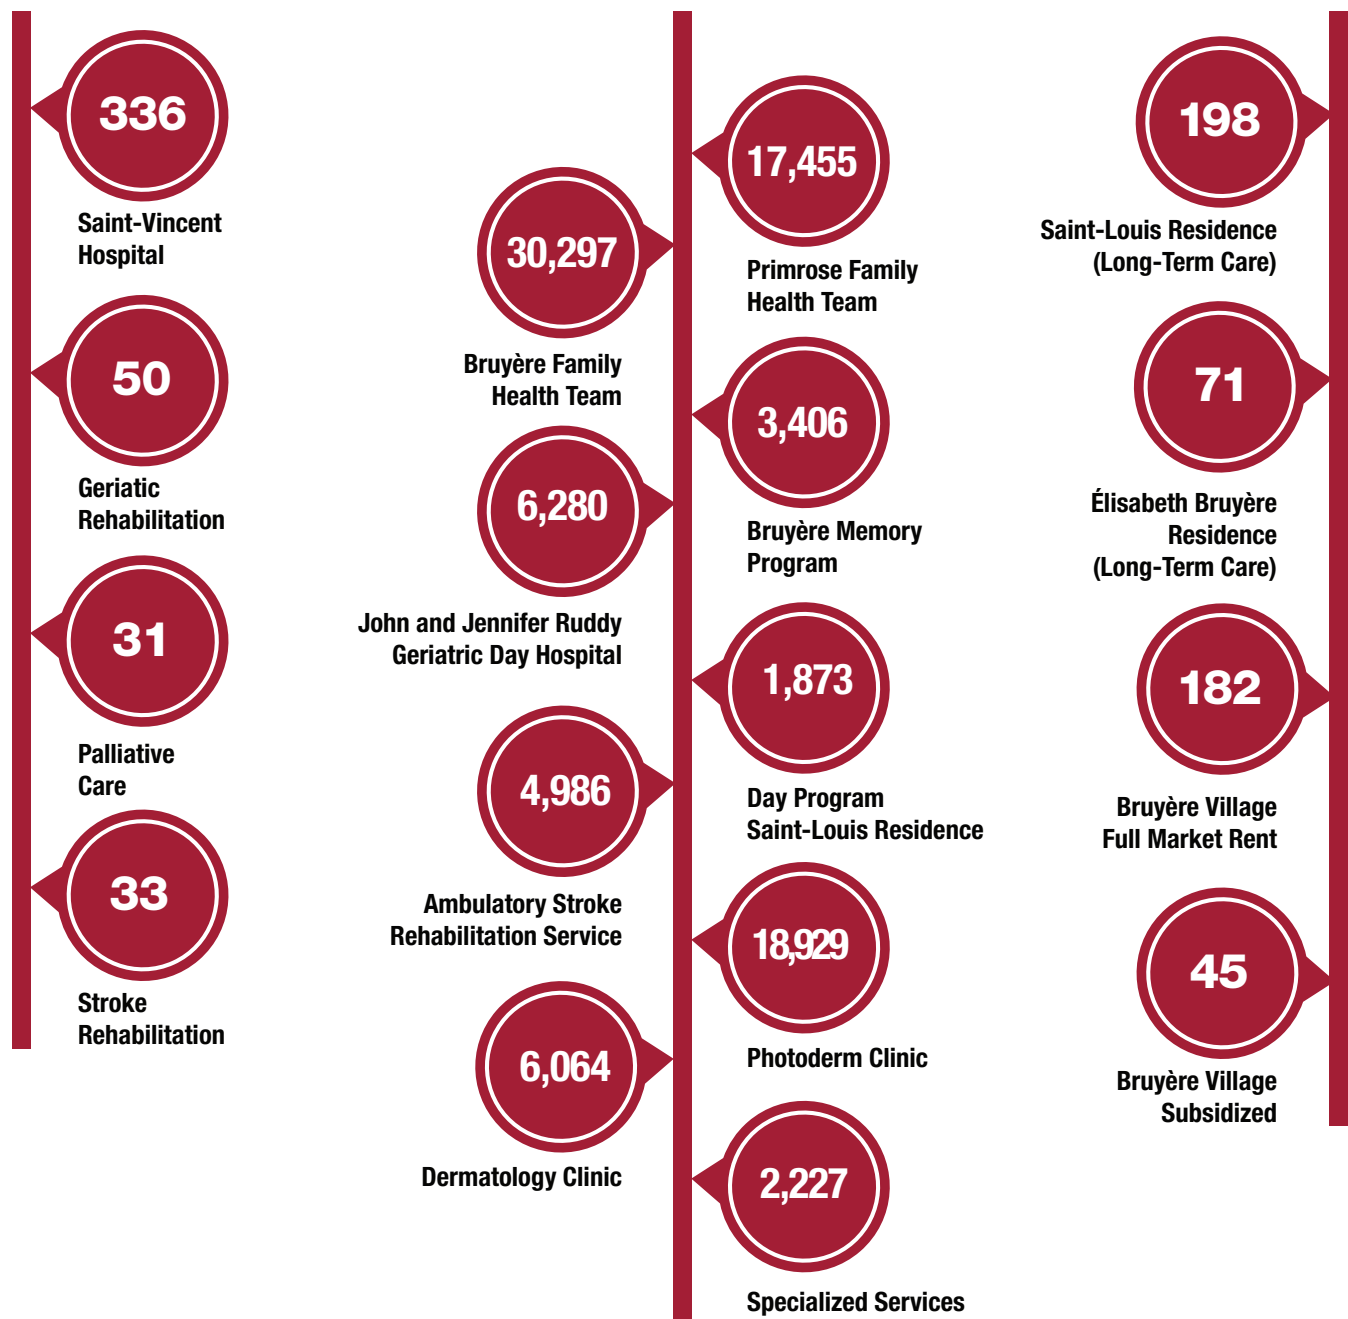 336
Saint-Vincent
Hospital
50
Geriatic
Rehabilitation
31
Palliative
Care
33
Stroke
Rehabilitation
30,297
Bruyère Family
Health Team
6,280
John and Jennifer Ruddy
Geriatric Day Hospital
4,986
Ambulatory Stroke
Rehabilitation Service
6,064
Dermatology Clinic
17,455
Primrose Family
Health Team
3,406
Bruyère Memory
Program
1,873
Day Program
Saint-Louis Residence
18,929
Photoderm Clinic
2,227
Specialized Services
198
Saint-Louis Residence
(Long-Term Care)
71
Élisabeth Bruyère
Residence
(Long-Term Care)
182
Bruyère Village
Full Market Rent
45
Bruyère Village
Subsidized